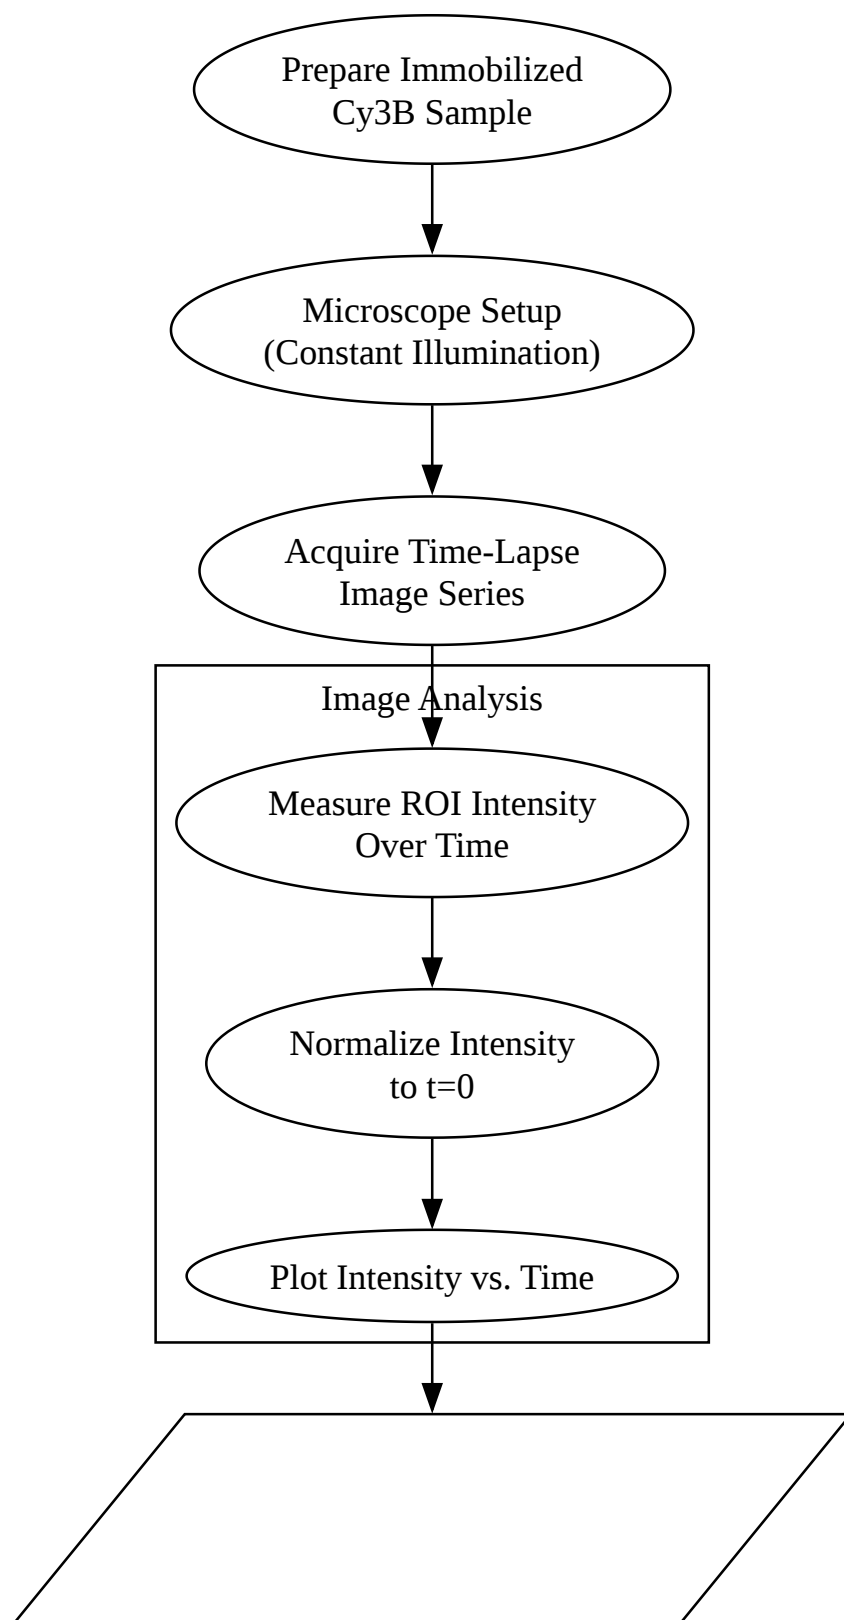 Prepare Immobilized
Cy3B Sample
Microscope Setup
(Constant Illumination)
Acquire Time-Lapse
Image Series
Image Analysis
Measure ROI Intensity
Over Time
Normalize Intensity
to t=0
Plot Intensity vs. Time